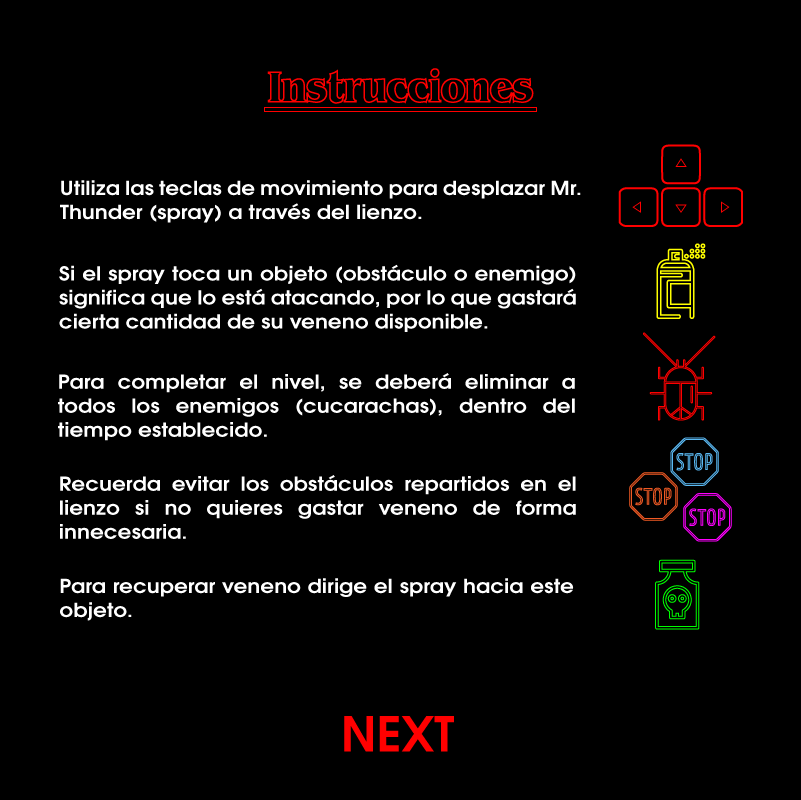 Instrucciones
Utiliza las teclas de movimiento para desplazar Mr.
Thunder (spray) a través del lienzo.
Si el spray toca un objeto (obstáculo o enemigo)
significa que lo está atacando, por lo que gastará
cierta cantidad de su veneno disponible.
Para completar el nivel, se deberá eliminar a
todos los enemigos (cucarachas), dentro del
tiempo establecido.
STOP
STOP
STOP
Recuerda evitar los obstáculos repartidos en el
lienzo si no quieres gastar veneno de forma
innecesaria.
Para recuperar veneno dirige el spray hacia este
objeto.
NEXT